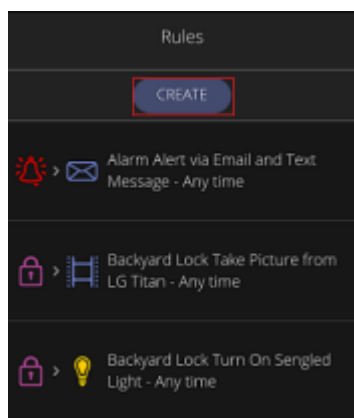 Rules
CREATE
Alarm Alert via Email and Text
Message - Any time
Backyard Lock Take Picture from
LG Titan - Any time
Backyard Lock Turn On Sengled
Light - Any time